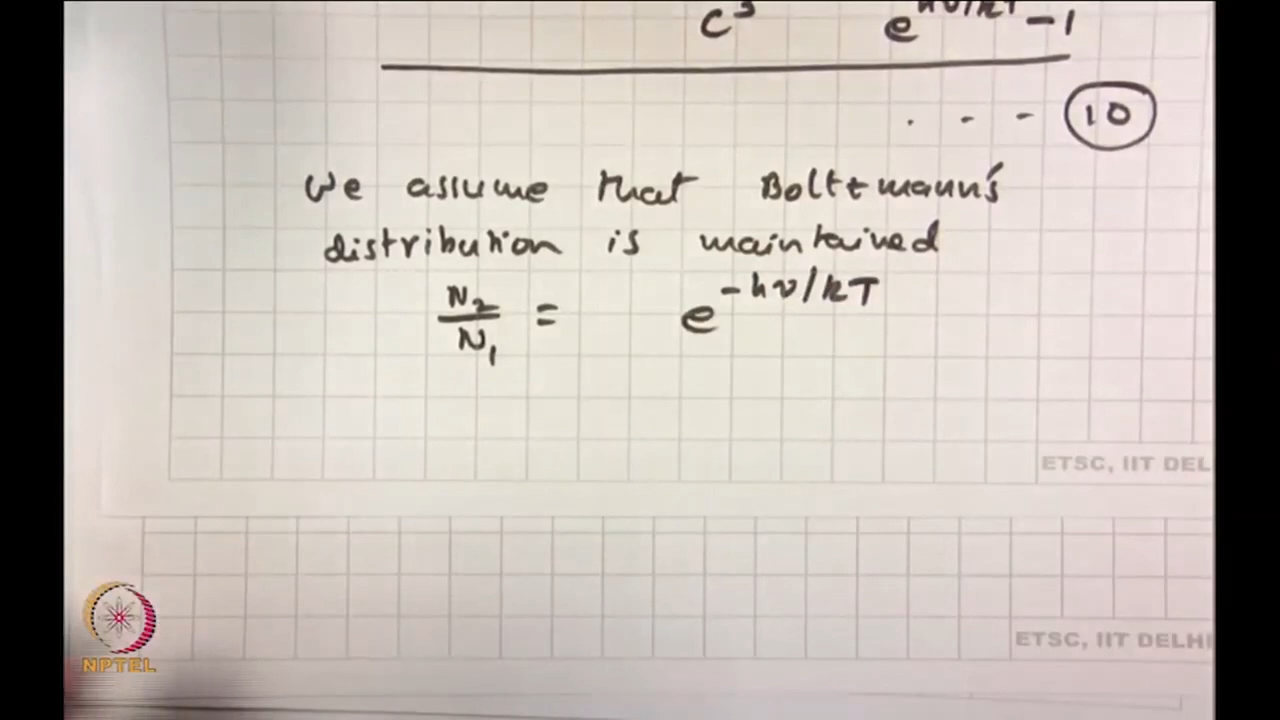 c³ e^hν/kT - 1
. - - 10
We assume that Boltzmann's
distribution is maintained
N₂/N₁ = e^-hν/kT
ETSC, IIT DEL
ETSC, IIT DELHI
NPTEL